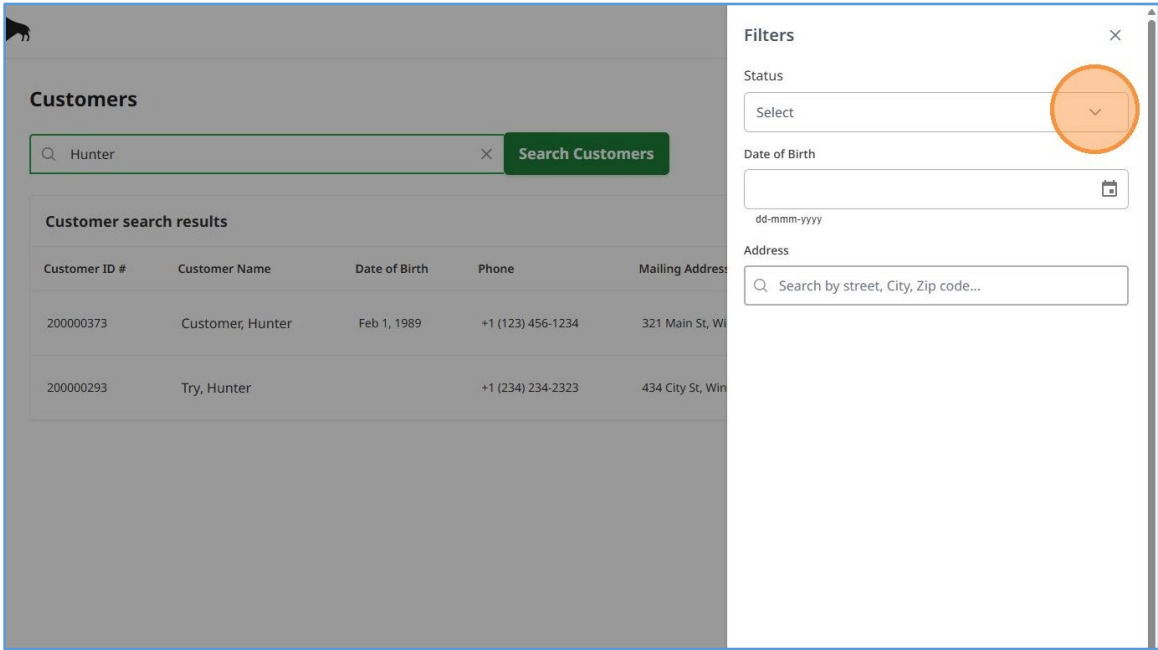 Customers
Hunter
Search Customers
Customer search results
Customer ID # Customer Name Date of Birth Phone Mailing Address
200000373 Customer, Hunter Feb 1, 1989 +1 (123) 456-1234 321 Main St, Wi
200000293 Try, Hunter +1 (234) 234-2323 434 City St, Win
Filters
Status
Select
Date of Birth
dd-mmm-yyyy
Address
Search by street, City, Zip code...